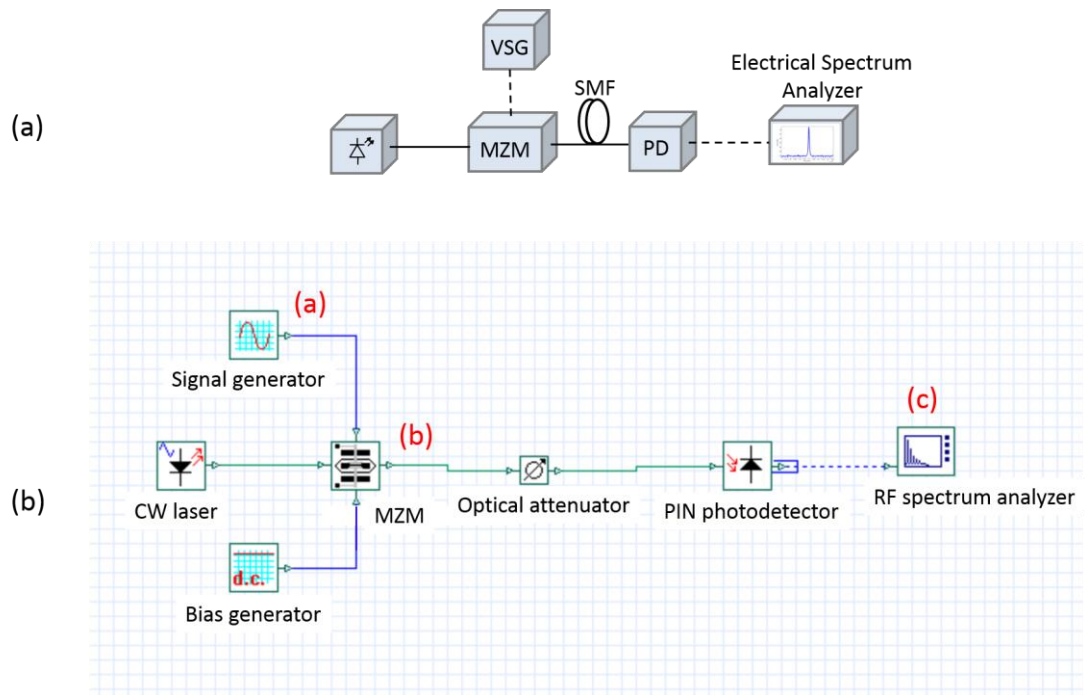 VSG
Electrical Spectrum
Analyzer
SMF
(a)
MZM
PD
(a)
Signal generator
(b)
(c)
(b)
CW laser
MZM
Optical attenuator
PIN photodetector
RF spectrum analyzer
d.c.
Bias generator